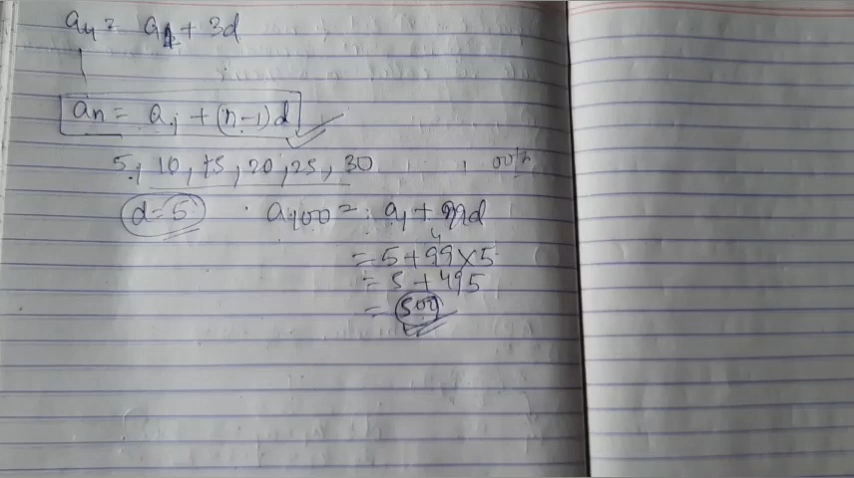 a₄ = a₁ + 3d
aₙ = a₁ + (n-1)d
5, 10, 15, 20, 25, 30 , 00th
d=5 a₁₀₀ = a₁ + 99d
= 5 + 99 × 5
= 5 + 495
= 500